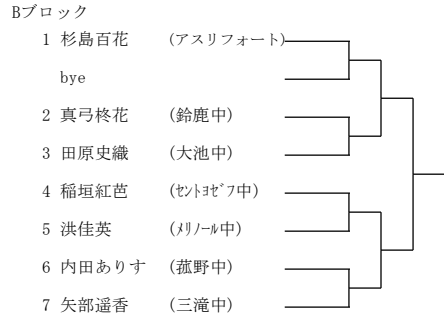 Bブロック
1 杉島百花 (アスリフォート)
bye
2 真弓柊花 (鈴鹿中)
3 田原史織 (大池中)
4 稲垣紅芭 (ｾﾝﾄﾖｾﾞﾌ中)
5 洪佳英 (ﾒﾘﾉｰﾙ中)
6 内田ありす (菰野中)
7 矢部遥香 (三滝中)